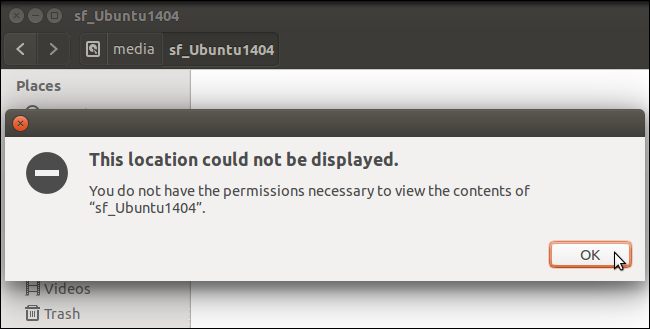 sf_Ubuntu1404
media sf_Ubuntu1404
Places
This location could not be displayed.
You do not have the permissions necessary to view the contents of
“sf_Ubuntu1404”.
OK
Videos
Trash